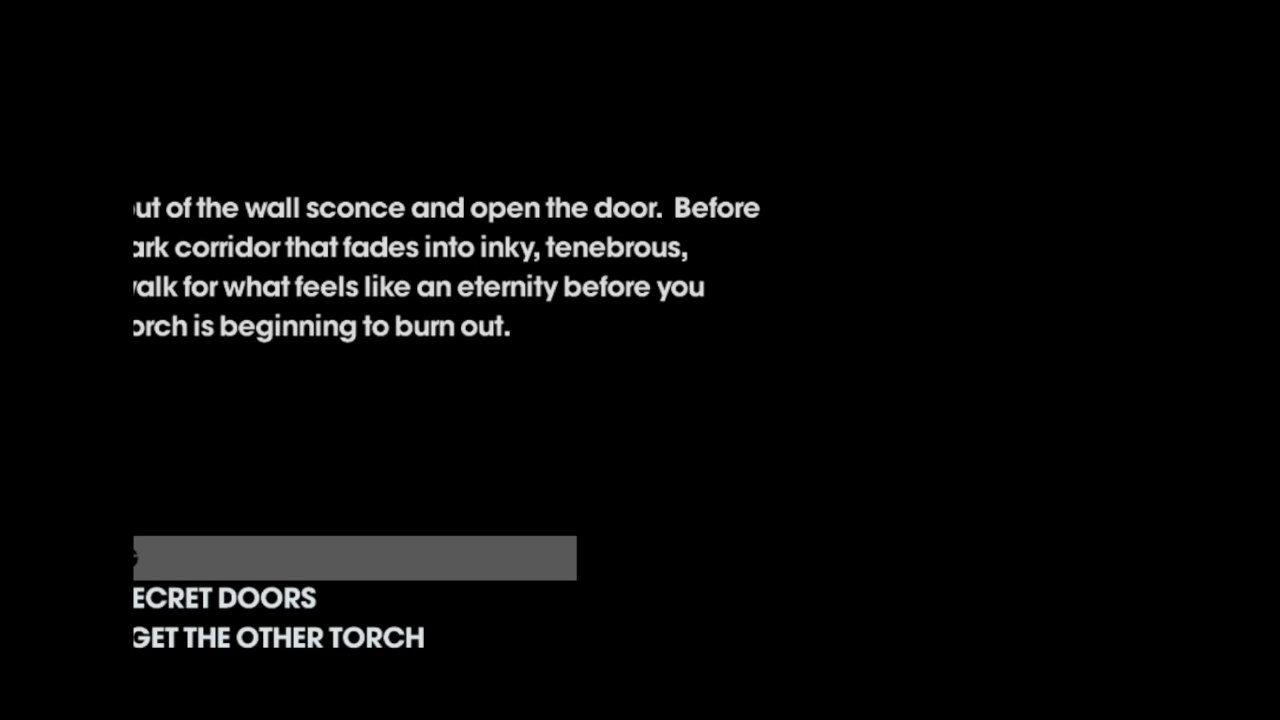 ut of the wall sconce and open the door. Before
ark corridor that fades into inky, tenebrous,
alk for what feels like an eternity before you
orch is beginning to burn out.
G
ECRET DOORS
GET THE OTHER TORCH